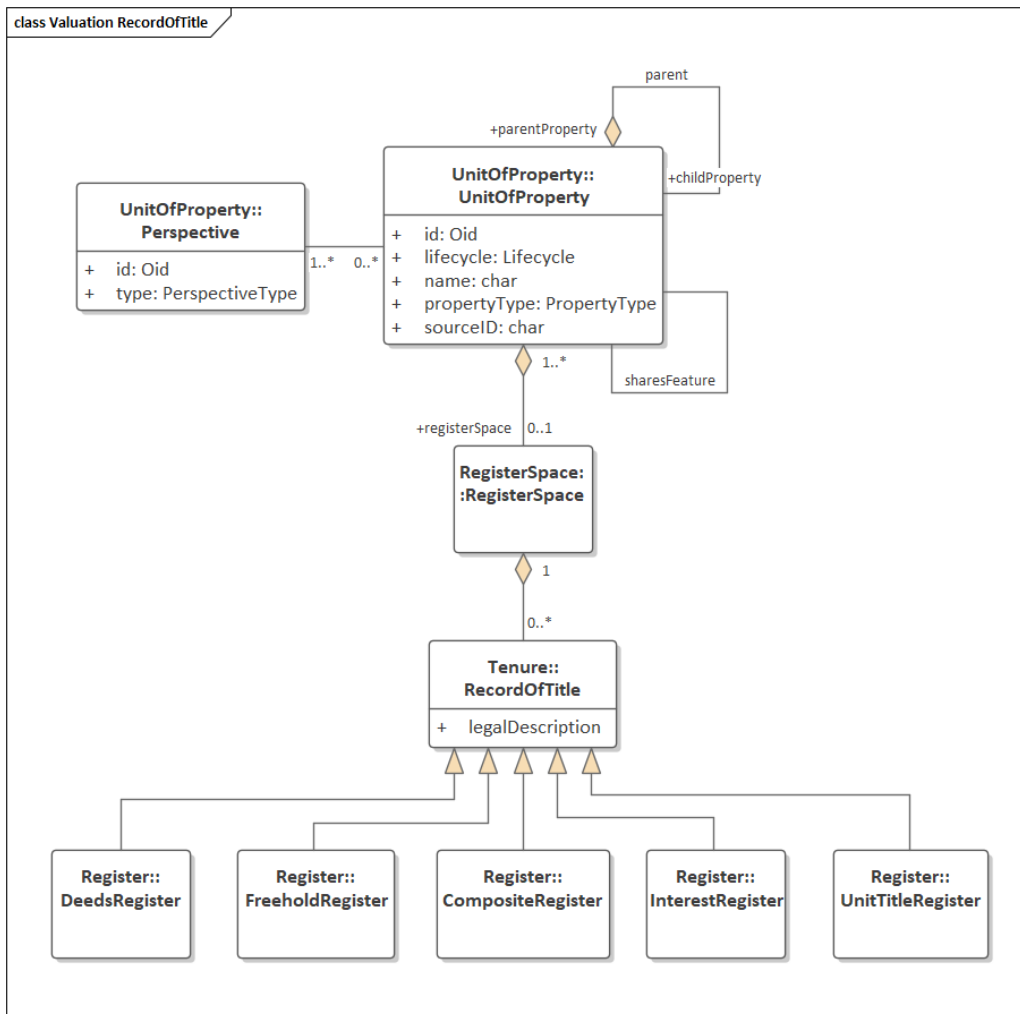 class Valuation RecordOfTitle
parent
+parentProperty
+childProperty
UnitOfProperty::
UnitOfProperty
+ id: Oid
+ lifecycle: Lifecycle
+ name: char
+ propertyType: PropertyType
+ sourceID: char
UnitOfProperty::
Perspective
+ id: Oid
+ type: PerspectiveType
1..*
0..*
sharesFeature
1..*
+registerSpace
0..1
RegisterSpace:
:RegisterSpace
1
0..*
Tenure::
RecordOfTitle
+ legalDescription
Register::
DeedsRegister
Register::
FreeholdRegister
Register::
CompositeRegister
Register::
InterestRegister
Register::
UnitTitleRegister